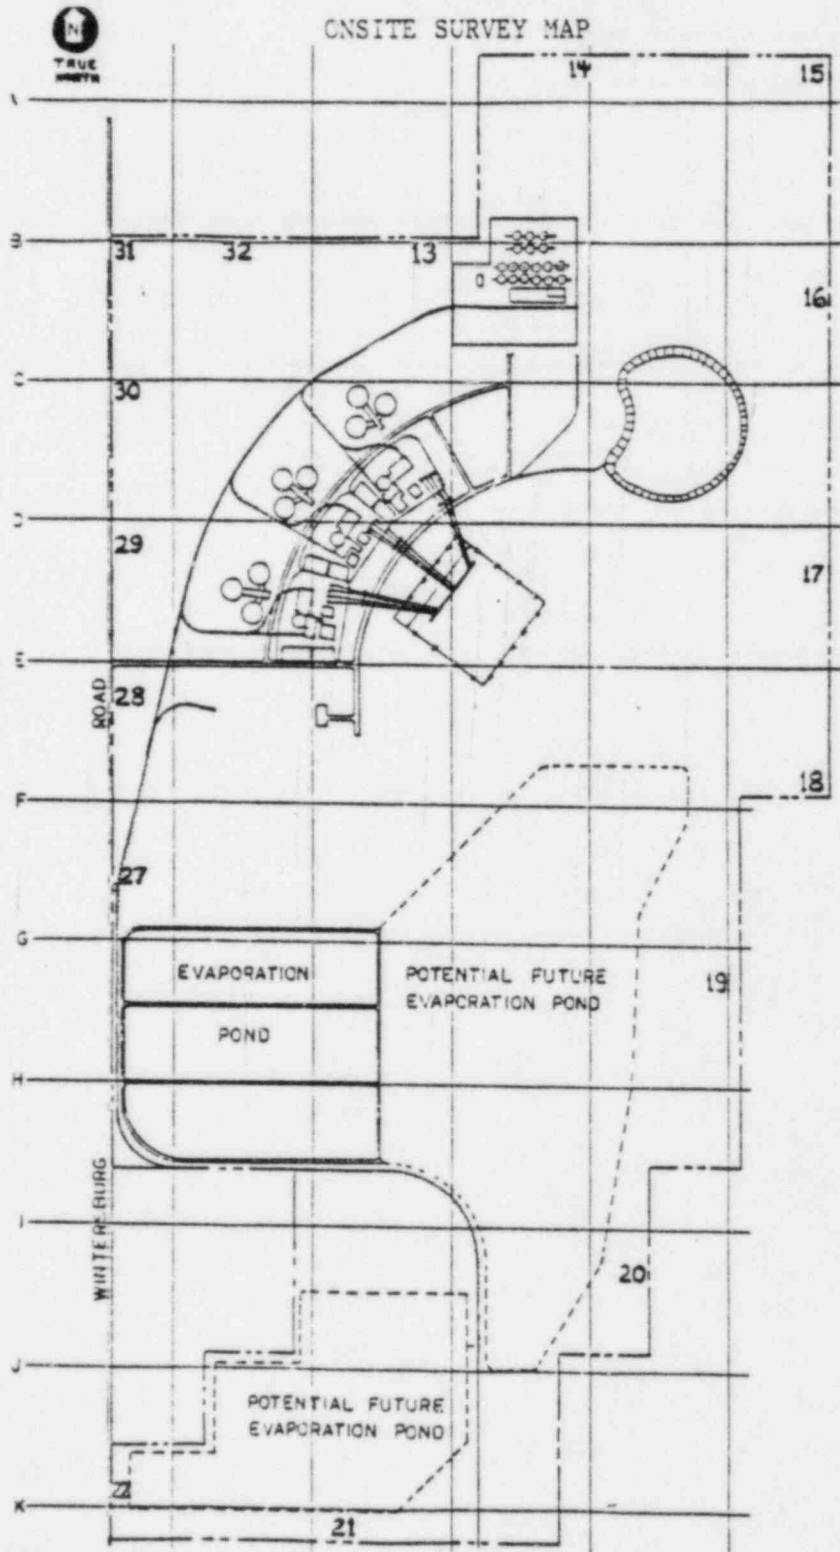 ONSITE SURVEY MAP
N
TRUE
NORTH
14
15
A
B
31
32
13
16
C
30
D
29
17
E
28
ROAD
18
F
27
G
EVAPORATION
POND
POTENTIAL FUTURE
EVAPORATION POND
19
H
WINTERSBURG
I
20
J
POTENTIAL FUTURE
EVAPORATION POND
22
K
21